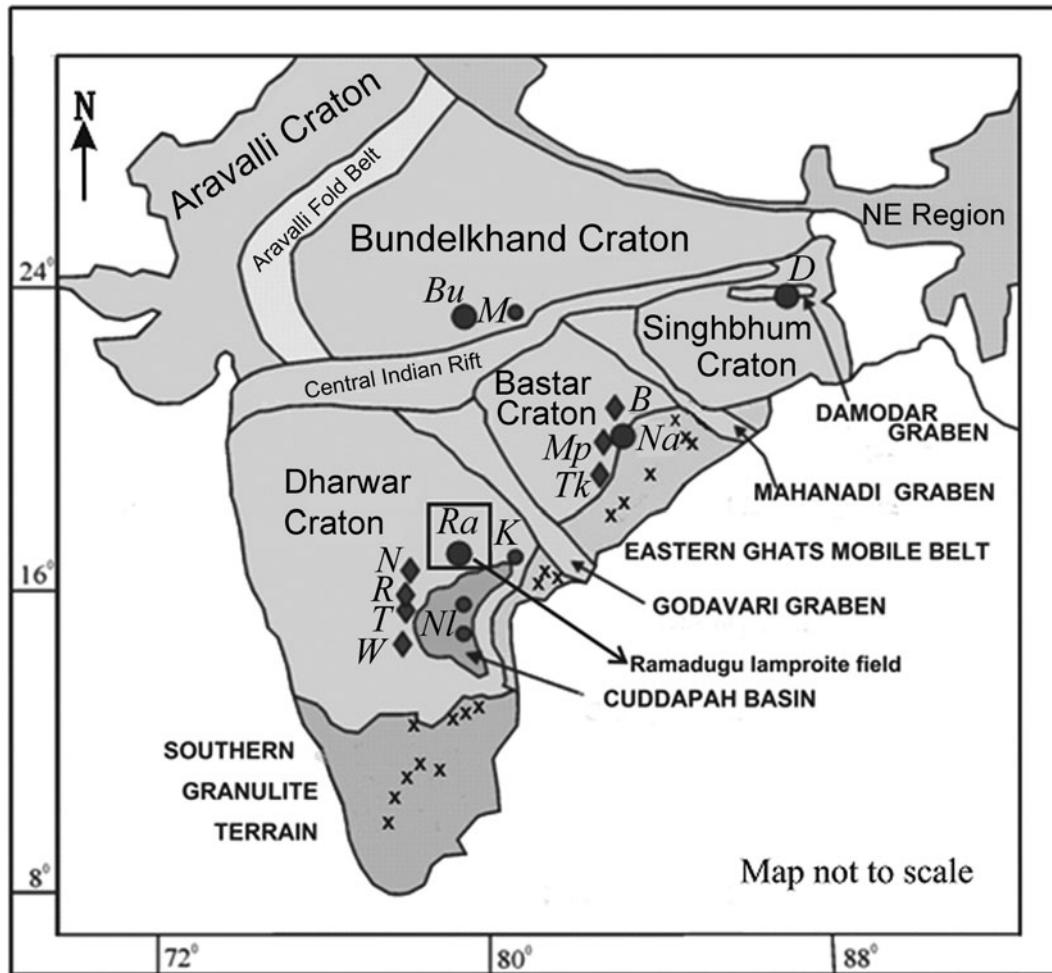 N
Aravalli Craton
Aravalli Fold Belt
NE Region
Bundelkhand Craton
24°
D
Bu
M
Singhbhum
Craton
Central Indian Rift
Bastar
Craton
B
DAMODAR
GRABEN
Mp
Na
Tk
MAHANADI GRABEN
Dharwar
Craton
Ra
K
EASTERN GHATS MOBILE BELT
N
16°
R
GODAVARI GRABEN
T
Nl
W
Ramadugu lamproite field
CUDDAPAH BASIN
SOUTHERN
GRANULITE
TERRAIN
x x x x x x x
x x x
x x x x
x x x x x
Map not to scale
8°
72°
80°
88°